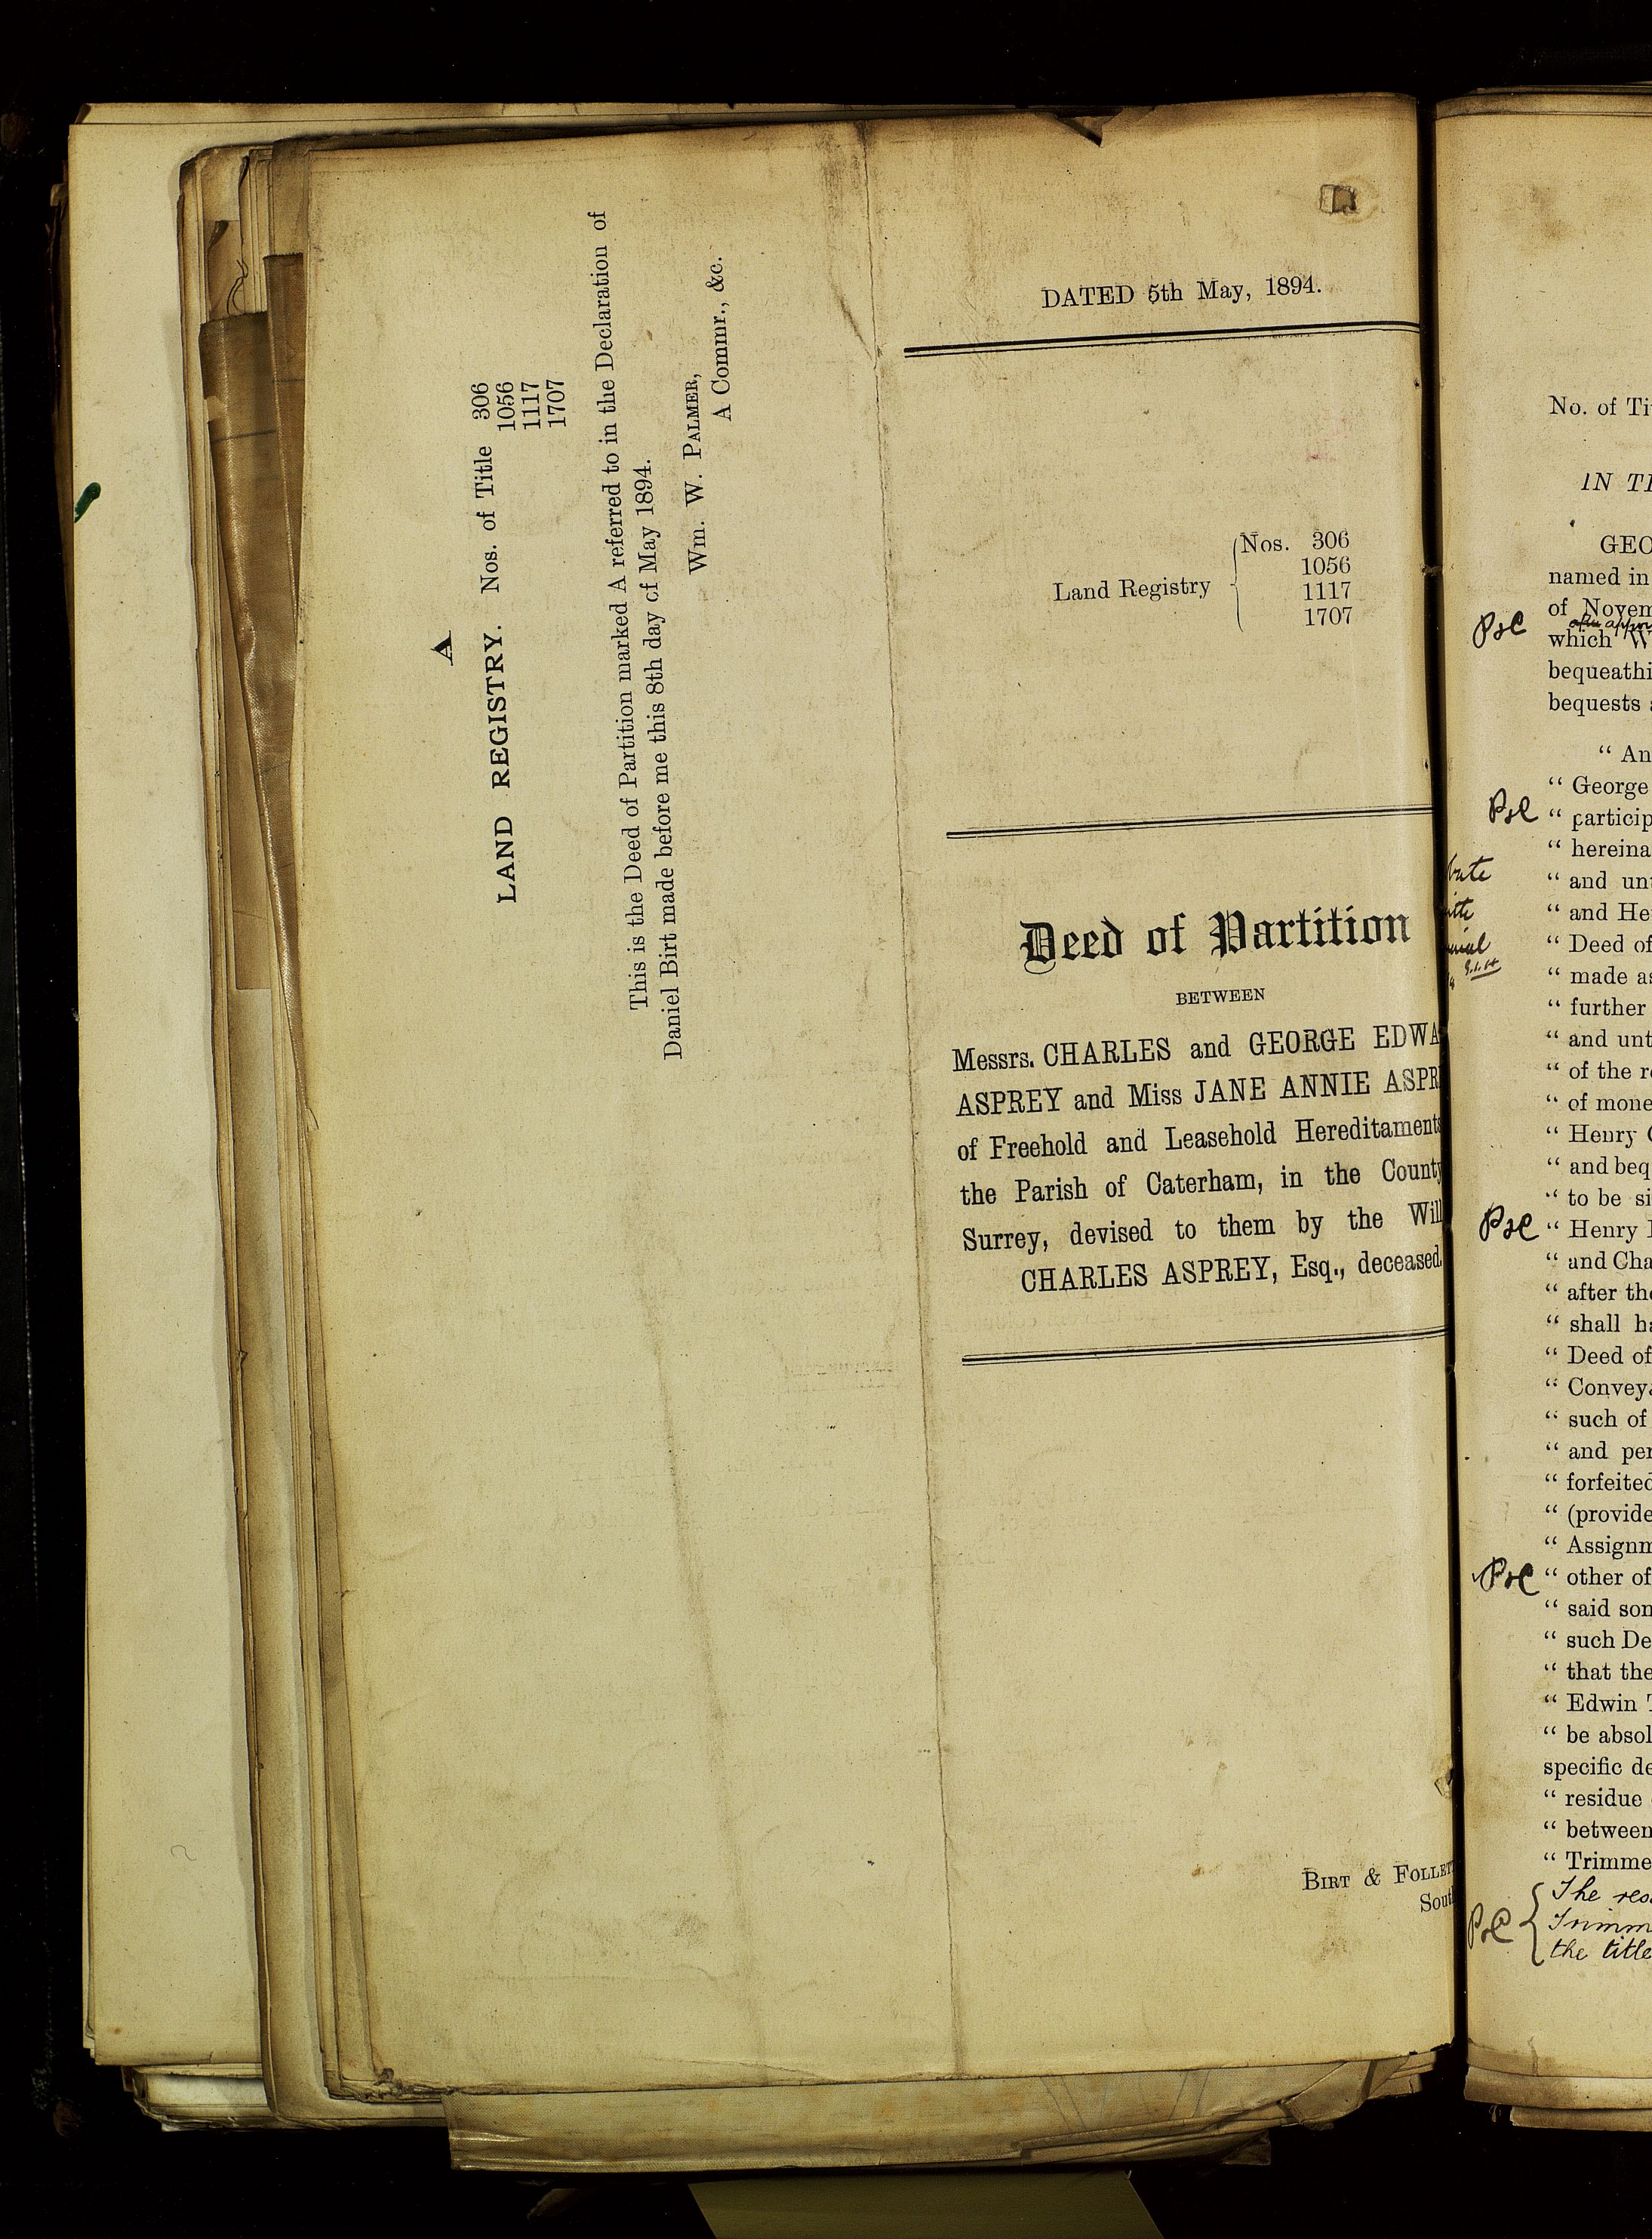 A
LAND REGISTRY. Nos. of Title 306
1056
1117
1707
This is the Deed of Partition marked A referred to in the Declaration of
Daniel Birt made before me this 8th day of May 1894.
Wm. W. PALMER,
A Commr., &c.
DATED 5th May, 1894.
Land Registry { Nos. 306
1056
1117
1707
Deed of Partition
BETWEEN
Messrs. CHARLES and GEORGE EDWA
ASPREY and Miss JANE ANNIE ASPR
of Freehold and Leasehold Hereditament
the Parish of Caterham, in the County
Surrey, devised to them by the Will
CHARLES ASPREY, Esq., deceased
BIRT & FOLLET
Sout
No. of Ti
IN T
GEO
named in
of Novem
which W
bequeathi
bequests
“ An
“ George
“ particip
“ hereina
“ and un
“ and He
“ Deed of
“ made as
“ further
“ and unt
“ of the r
“ of mone
“ Henry
“ and beq
“ to be si
“ Henry
“ and Cha
“ after the
“ shall ha
“ Deed of
“ Convey
“ such of
“ and per
“ forfeited
“ (provide
“ Assignm
“ other of
“ said son
“ such De
“ that the
“ Edwin
“ be absol
specific de
“ residue
“ between
“ Trimme
The res
Trimm
the title